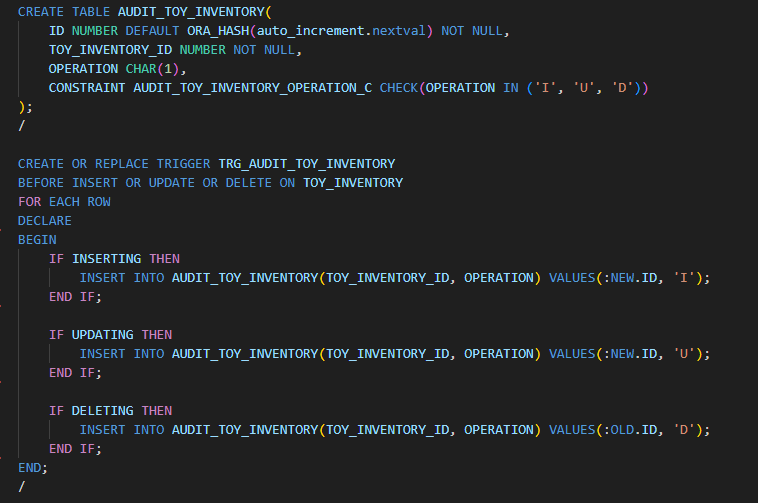 CREATE TABLE AUDIT_TOY_INVENTORY(
    ID NUMBER DEFAULT ORA_HASH(auto_increment.nextval) NOT NULL,
    TOY_INVENTORY_ID NUMBER NOT NULL,
    OPERATION CHAR(1),
    CONSTRAINT AUDIT_TOY_INVENTORY_OPERATION_C CHECK(OPERATION IN ('I', 'U', 'D'))
);
/

CREATE OR REPLACE TRIGGER TRG_AUDIT_TOY_INVENTORY
BEFORE INSERT OR UPDATE OR DELETE ON TOY_INVENTORY
FOR EACH ROW
DECLARE
BEGIN
    IF INSERTING THEN
        INSERT INTO AUDIT_TOY_INVENTORY(TOY_INVENTORY_ID, OPERATION) VALUES(:NEW.ID, 'I');
    END IF;

    IF UPDATING THEN
        INSERT INTO AUDIT_TOY_INVENTORY(TOY_INVENTORY_ID, OPERATION) VALUES(:NEW.ID, 'U');
    END IF;

    IF DELETING THEN
        INSERT INTO AUDIT_TOY_INVENTORY(TOY_INVENTORY_ID, OPERATION) VALUES(:OLD.ID, 'D');
    END IF;
END;
/